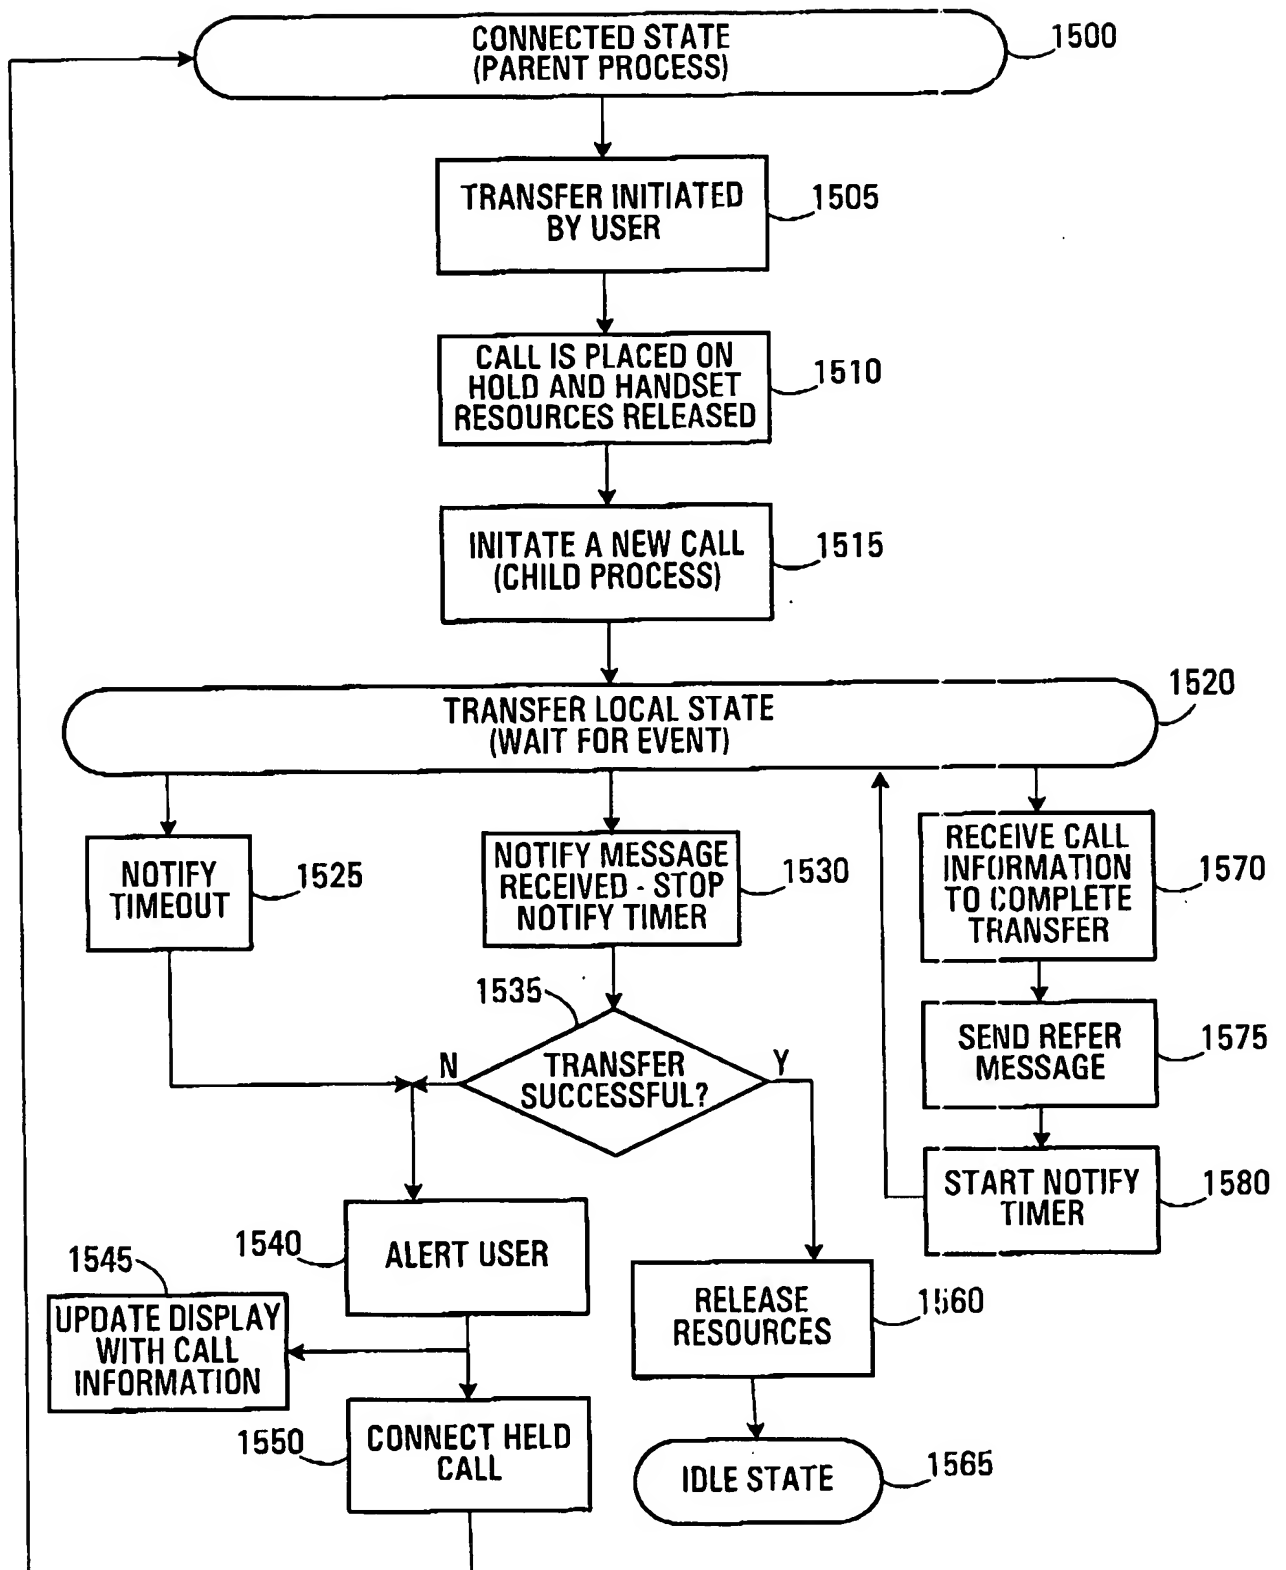 CONNECTED STATE
(PARENT PROCESS)
1500
TRANSFER INITIATED
BY USER
1505
CALL IS PLACED ON
HOLD AND HANDSET
RESOURCES RELEASED
1510
INITATE A NEW CALL
(CHILD PROCESS)
1515
TRANSFER LOCAL STATE
(WAIT FOR EVENT)
1520
NOTIFY
TIMEOUT
1525
NOTIFY MESSAGE
RECEIVED - STOP
NOTIFY TIMER
1530
RECEIVE CALL
INFORMATION
TO COMPLETE
TRANSFER
1570
1535
TRANSFER
SUCCESSFUL?
N
Y
SEND REFER
MESSAGE
1575
START NOTIFY
TIMER
1580
1540
ALERT USER
1545
UPDATE DISPLAY
WITH CALL
INFORMATION
RELEASE
RESOURCES
1560
1550
CONNECT HELD
CALL
IDLE STATE
1565